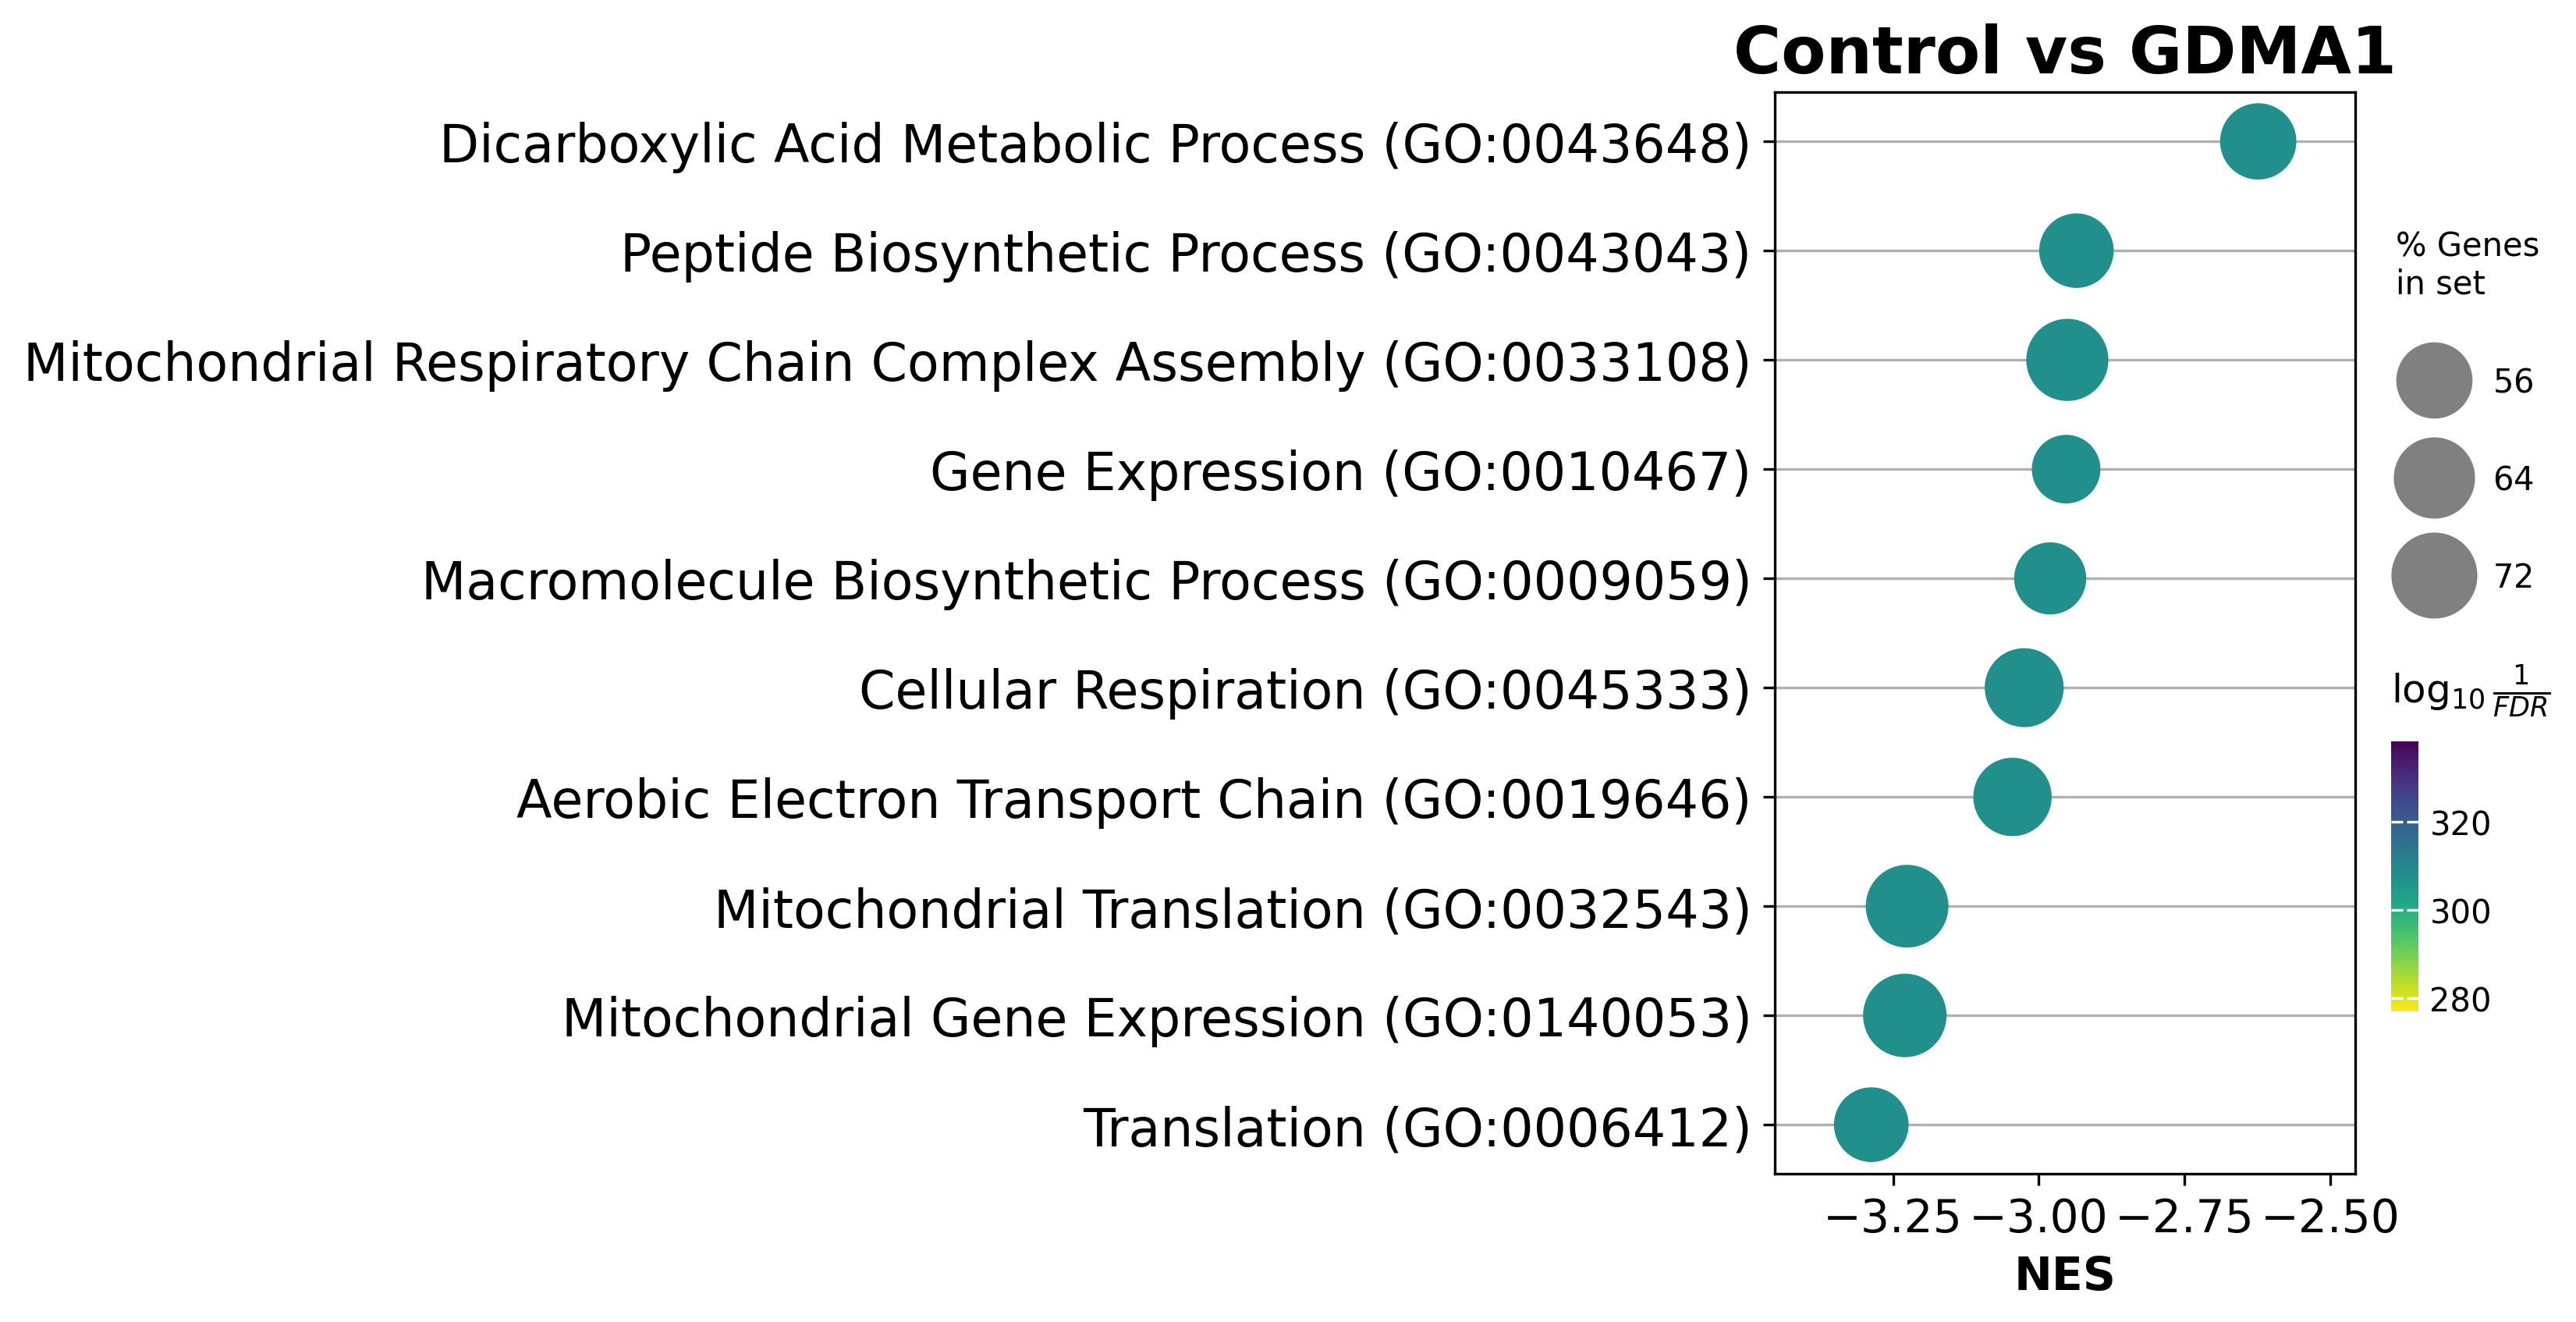 Control vs GDMA1
Dicarboxylic Acid Metabolic Process (GO:0043648)
Peptide Biosynthetic Process (GO:0043043)
Mitochondrial Respiratory Chain Complex Assembly (GO:0033108)
Gene Expression (GO:0010467)
Macromolecule Biosynthetic Process (GO:0009059)
Cellular Respiration (GO:0045333)
Aerobic Electron Transport Chain (GO:0019646)
Mitochondrial Translation (GO:0032543)
Mitochondrial Gene Expression (GO:0140053)
Translation (GO:0006412)
−3.25 −3.00 −2.75 −2.50
NES
% Genes
in set
56
64
72
log₁₀ 1/FDR
320
300
280